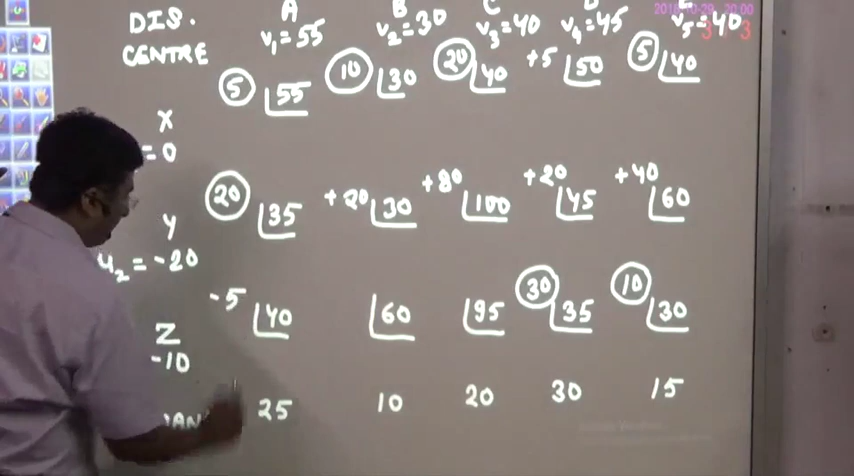 DIS. A B C D E
CENTRE v₁=55 v₂=30 v₃=40 v₄=45 v₅=40
5 55 10 30 20 40 +5 50 5 40
X
=0
20 35 +20 30 +80 100 +20 45 +40 60
Y
u₂=-20
-5 40 60 95 30 35 10 30
Z
-10
25 10 20 30 15